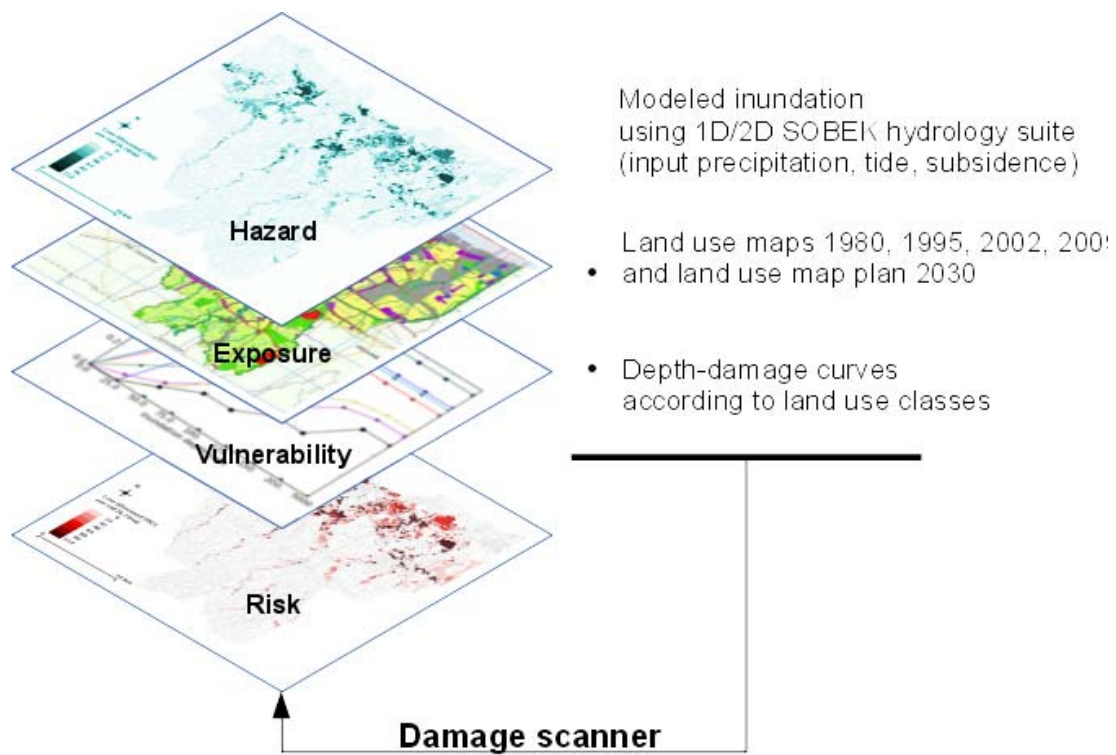 Modeled inundation
using 1D/2D SOBEK hydrology suite
(input precipitation, tide, subsidence)
Hazard
Land use maps 1980, 1995, 2002, 2009
• and land use map plan 2030
Exposure
• Depth-damage curves
according to land use classes
Vulnerability
Risk
Damage scanner